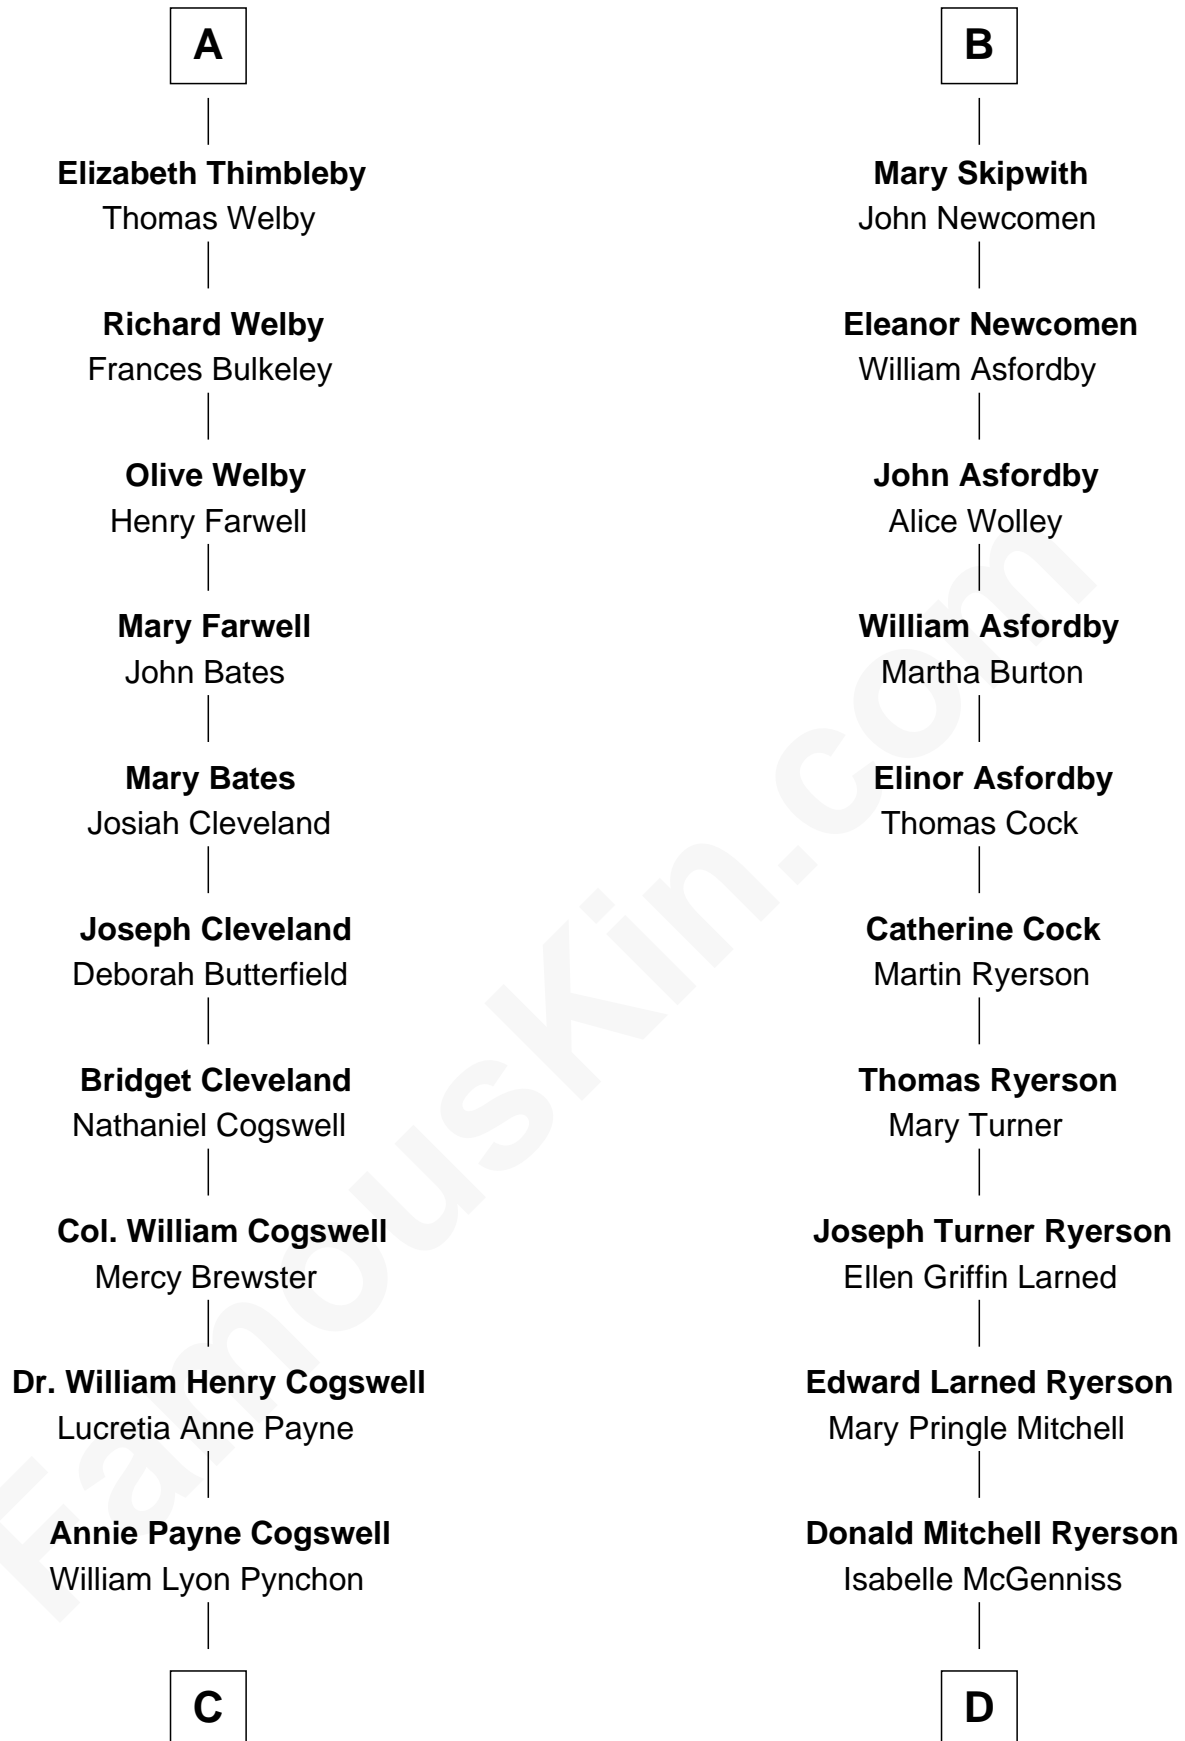 A
Elizabeth Thimbleby
Thomas Welby
Richard Welby
Frances Bulkeley
Olive Welby
Henry Farwell
Mary Farwell
John Bates
Mary Bates
Josiah Cleveland
Joseph Cleveland
Deborah Butterfield
Bridget Cleveland
Nathaniel Cogswell
Col. William Cogswell
Mercy Brewster
Dr. William Henry Cogswell
Lucretia Anne Payne
Annie Payne Cogswell
William Lyon Pynchon
C
B
Mary Skipwith
John Newcomen
Eleanor Newcomen
William Asfordby
John Asfordby
Alice Wolley
William Asfordby
Martha Burton
Elinor Asfordby
Thomas Cock
Catherine Cock
Martin Ryerson
Thomas Ryerson
Mary Turner
Joseph Turner Ryerson
Ellen Griffin Larned
Edward Larned Ryerson
Mary Pringle Mitchell
Donald Mitchell Ryerson
Isabelle McGenniss
D
FamousKin.com